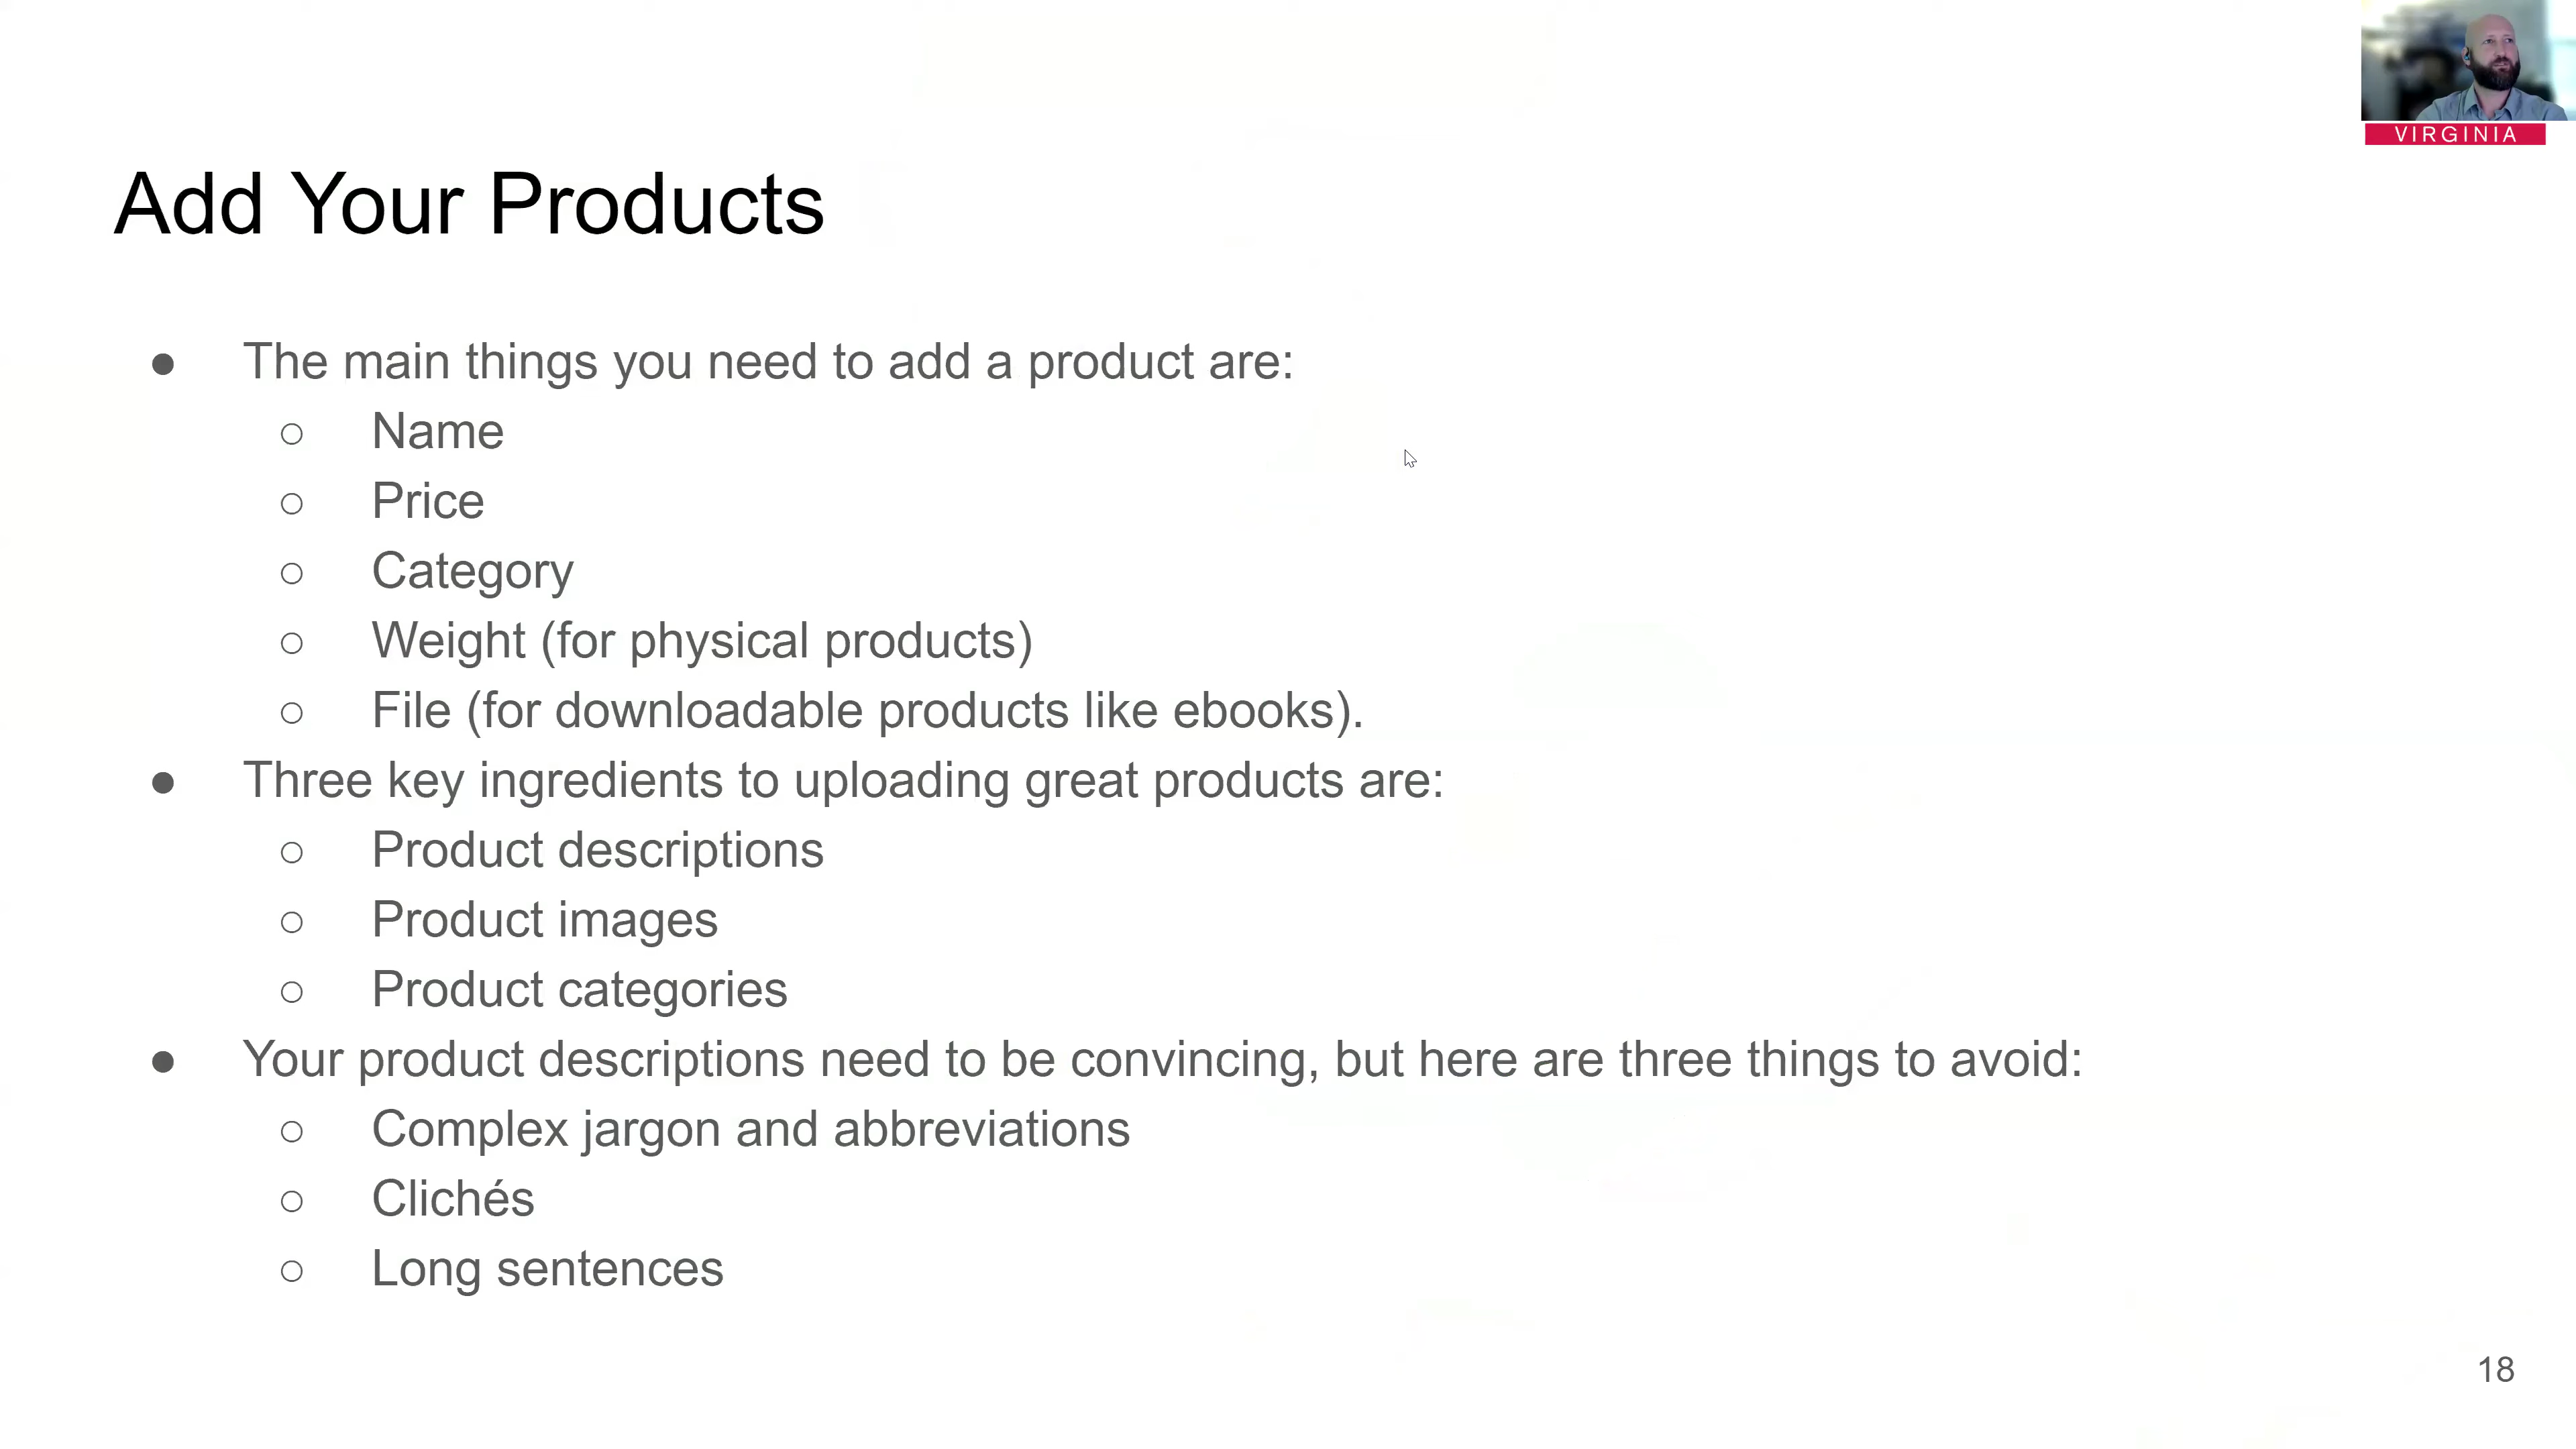 VIRGINIA
Add Your Products
● The main things you need to add a product are:
○ Name
○ Price
○ Category
○ Weight (for physical products)
○ File (for downloadable products like ebooks).
● Three key ingredients to uploading great products are:
○ Product descriptions
○ Product images
○ Product categories
● Your product descriptions need to be convincing, but here are three things to avoid:
○ Complex jargon and abbreviations
○ Clichés
○ Long sentences
18